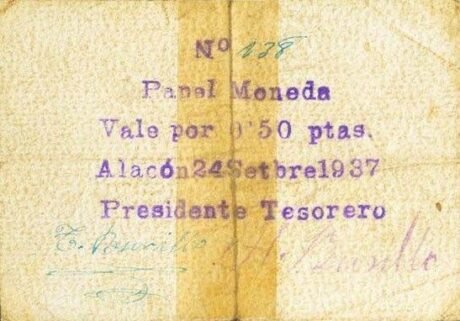 Nº 138
Papel Moneda
Vale por 0'50 ptas.
Alacón 24 Setbre 1937
Presidente Tesorero